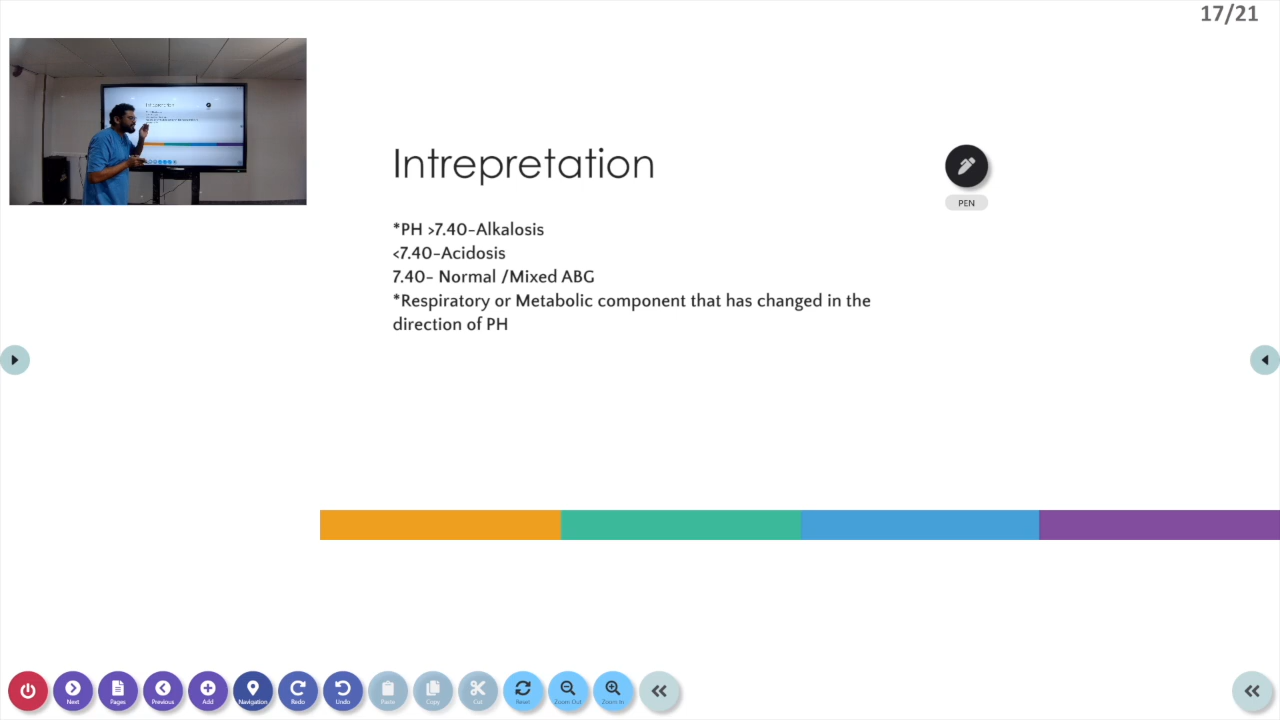 17/21
Intrepretation
PEN
*PH >7.40-Alkalosis
<7.40-Acidosis
7.40- Normal /Mixed ABG
*Respiratory or Metabolic component that has changed in the
direction of PH
Next
Pages
Previous
Add
Navigation
Redo
Undo
Paste
Copy
Cut
Reset
Zoom Out
Zoom In